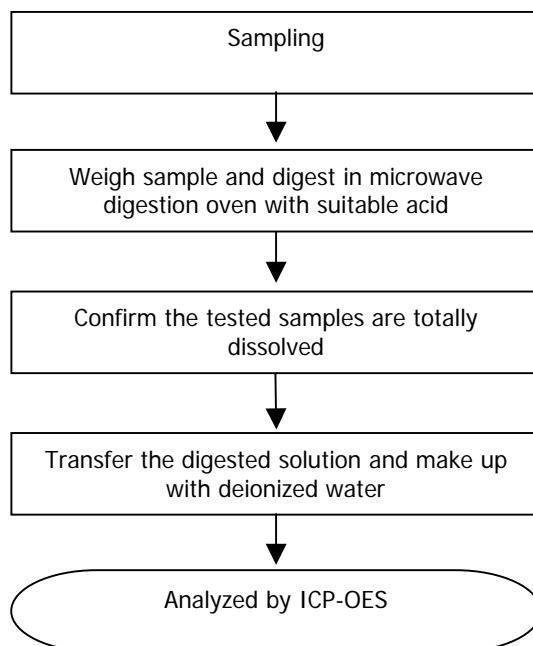 Sampling
Weigh sample and digest in microwave
digestion oven with suitable acid
Confirm the tested samples are totally
dissolved
Transfer the digested solution and make up
with deionized water
Analyzed by ICP-OES